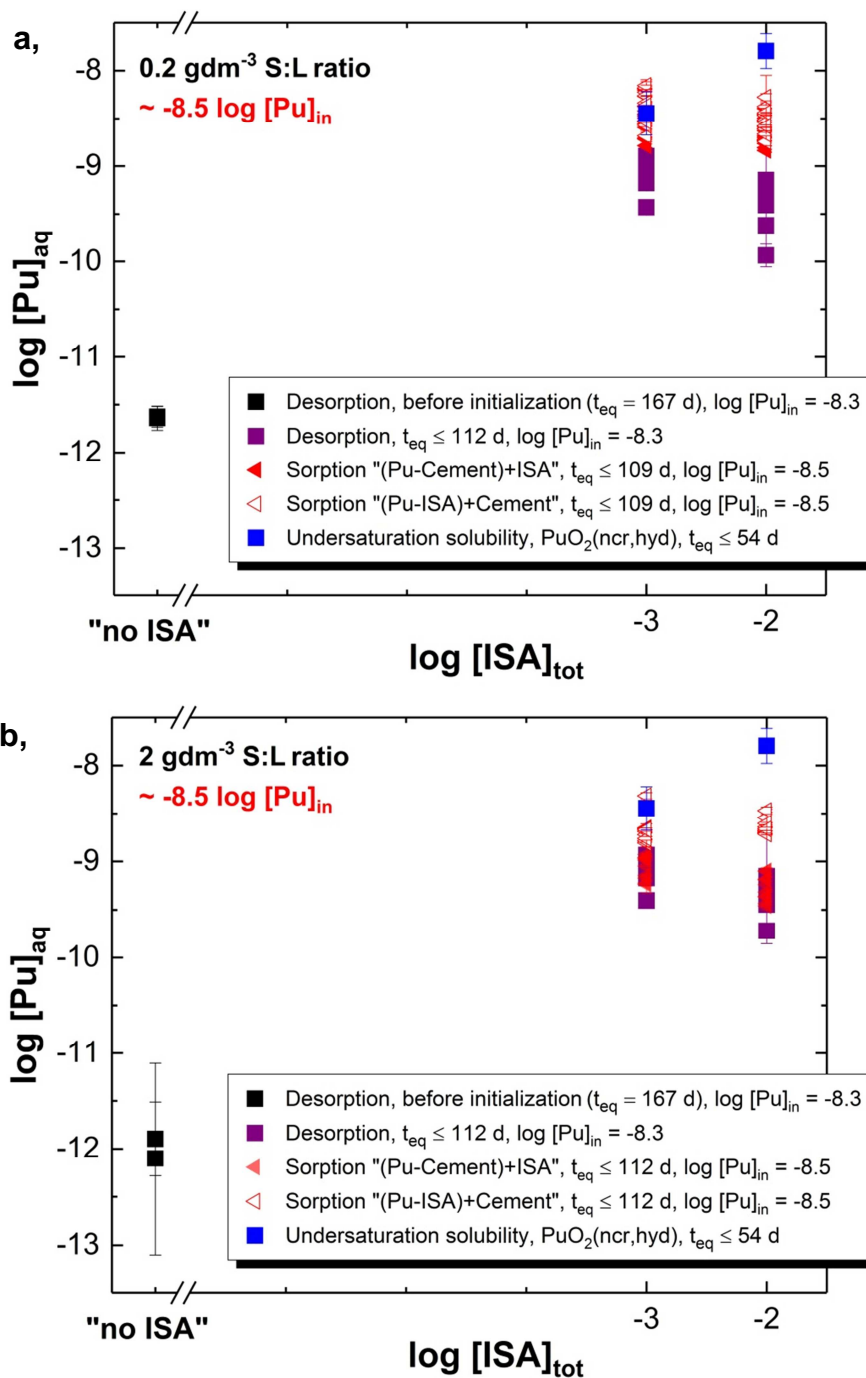 a,
0.2 gdm⁻³ S:L ratio
~ -8.5 log [Pu]ᵢₙ
-8
-9
-10
-11
-12
-13
log [Pu]aq
Desorption, before initialization (teq = 167 d), log [Pu]in = -8.3
Desorption, teq ≤ 112 d, log [Pu]in = -8.3
Sorption "(Pu-Cement)+ISA", teq ≤ 109 d, log [Pu]in = -8.5
Sorption "(Pu-ISA)+Cement", teq ≤ 109 d, log [Pu]in = -8.5
Undersaturation solubility, PuO₂(ncr,hyd), teq ≤ 54 d
"no ISA"
-3
-2
log [ISA]tot
b,
2 gdm⁻³ S:L ratio
~ -8.5 log [Pu]in
-8
-9
-10
-11
-12
-13
log [Pu]aq
Desorption, before initialization (teq = 167 d), log [Pu]in = -8.3
Desorption, teq ≤ 112 d, log [Pu]in = -8.3
Sorption "(Pu-Cement)+ISA", teq ≤ 112 d, log [Pu]in = -8.5
Sorption "(Pu-ISA)+Cement", teq ≤ 112 d, log [Pu]in = -8.5
Undersaturation solubility, PuO₂(ncr,hyd), teq ≤ 54 d
"no ISA"
-3
-2
log [ISA]tot